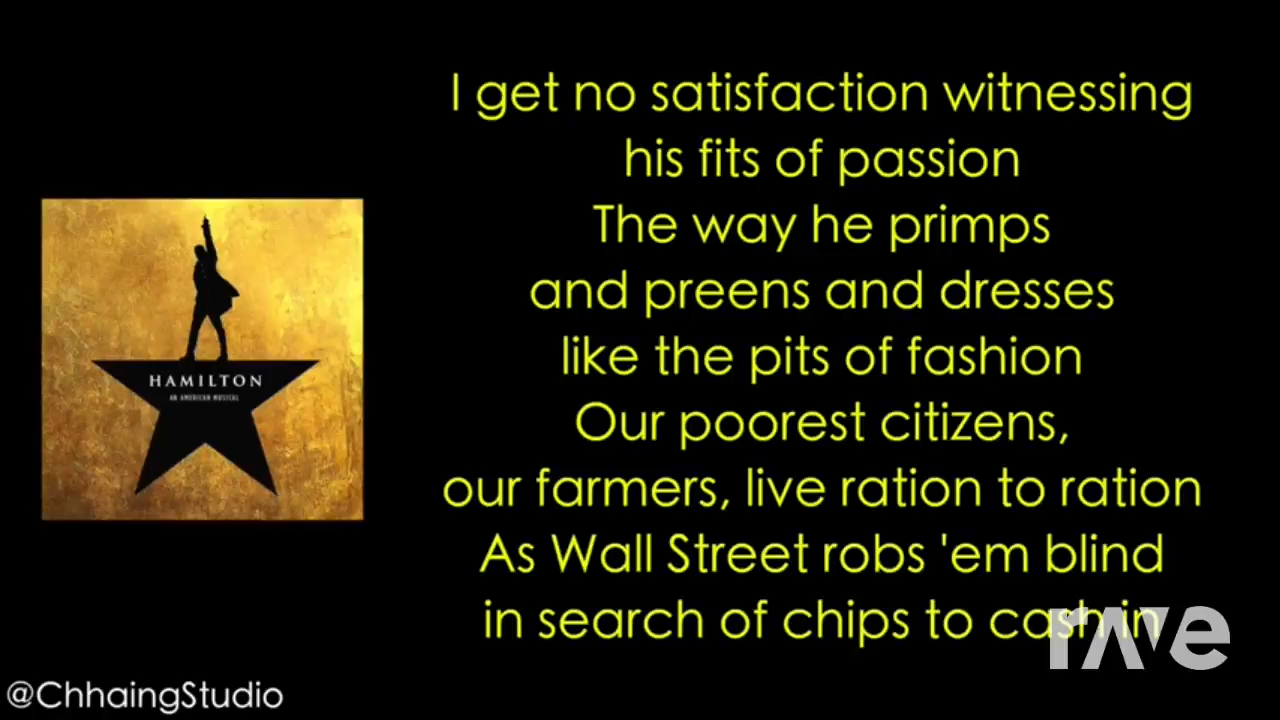 I get no satisfaction witnessing
his fits of passion
The way he primps
and preens and dresses
like the pits of fashion
Our poorest citizens,
our farmers, live ration to ration
As Wall Street robs 'em blind
in search of chips to cash in
HAMILTON
AN AMERICAN MUSICAL
rave
@ChhaingStudio